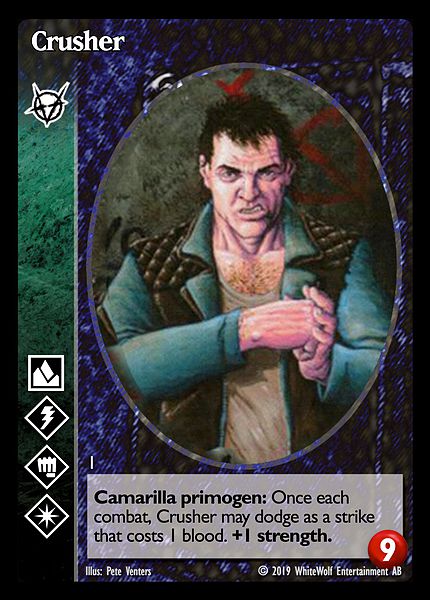 Crusher
1
Camarilla primogen: Once each
combat, Crusher may dodge as a strike
that costs 1 blood. +1 strength.
9
Illus: Pete Venters © 2019 WhiteWolf Entertainment AB